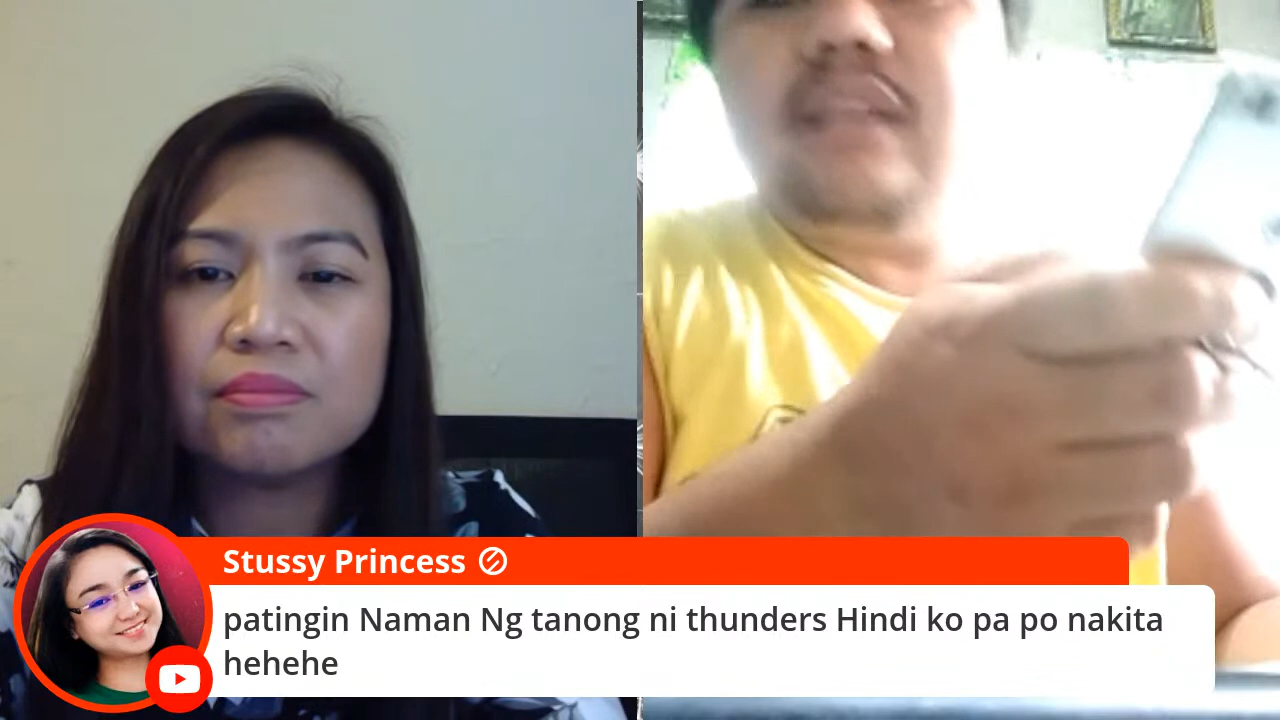 Stussy Princess
patingin Naman Ng tanong ni thunders Hindi ko pa po nakita
hehehe